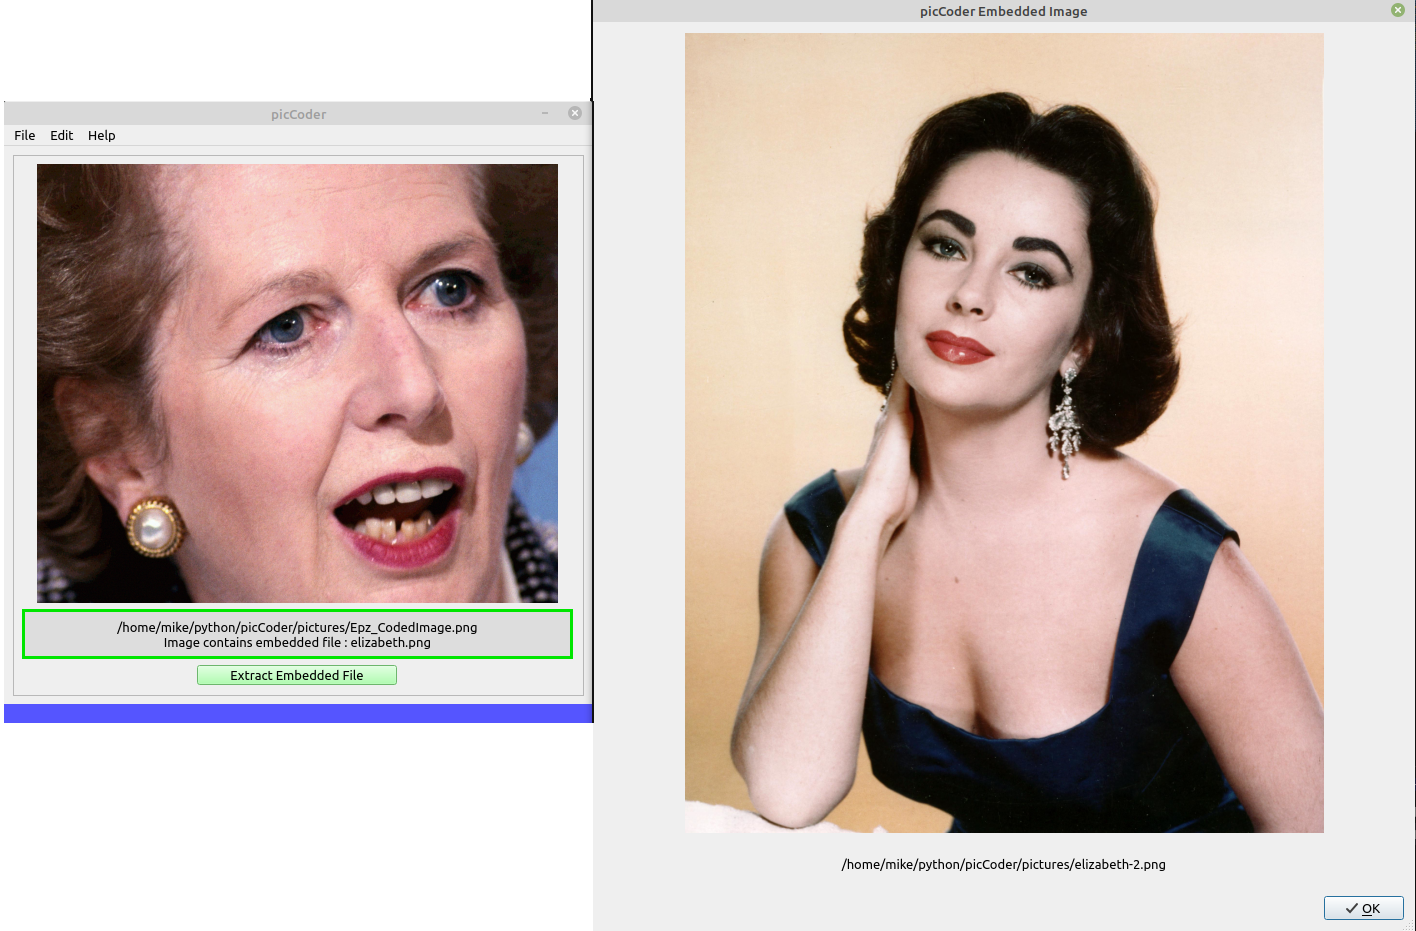 picCoder Embedded Image
picCoder
File Edit Help
/home/mike/python/picCoder/pictures/Epz_CodedImage.png
Image contains embedded file : elizabeth.png
Extract Embedded File
/home/mike/python/picCoder/pictures/elizabeth-2.png
OK